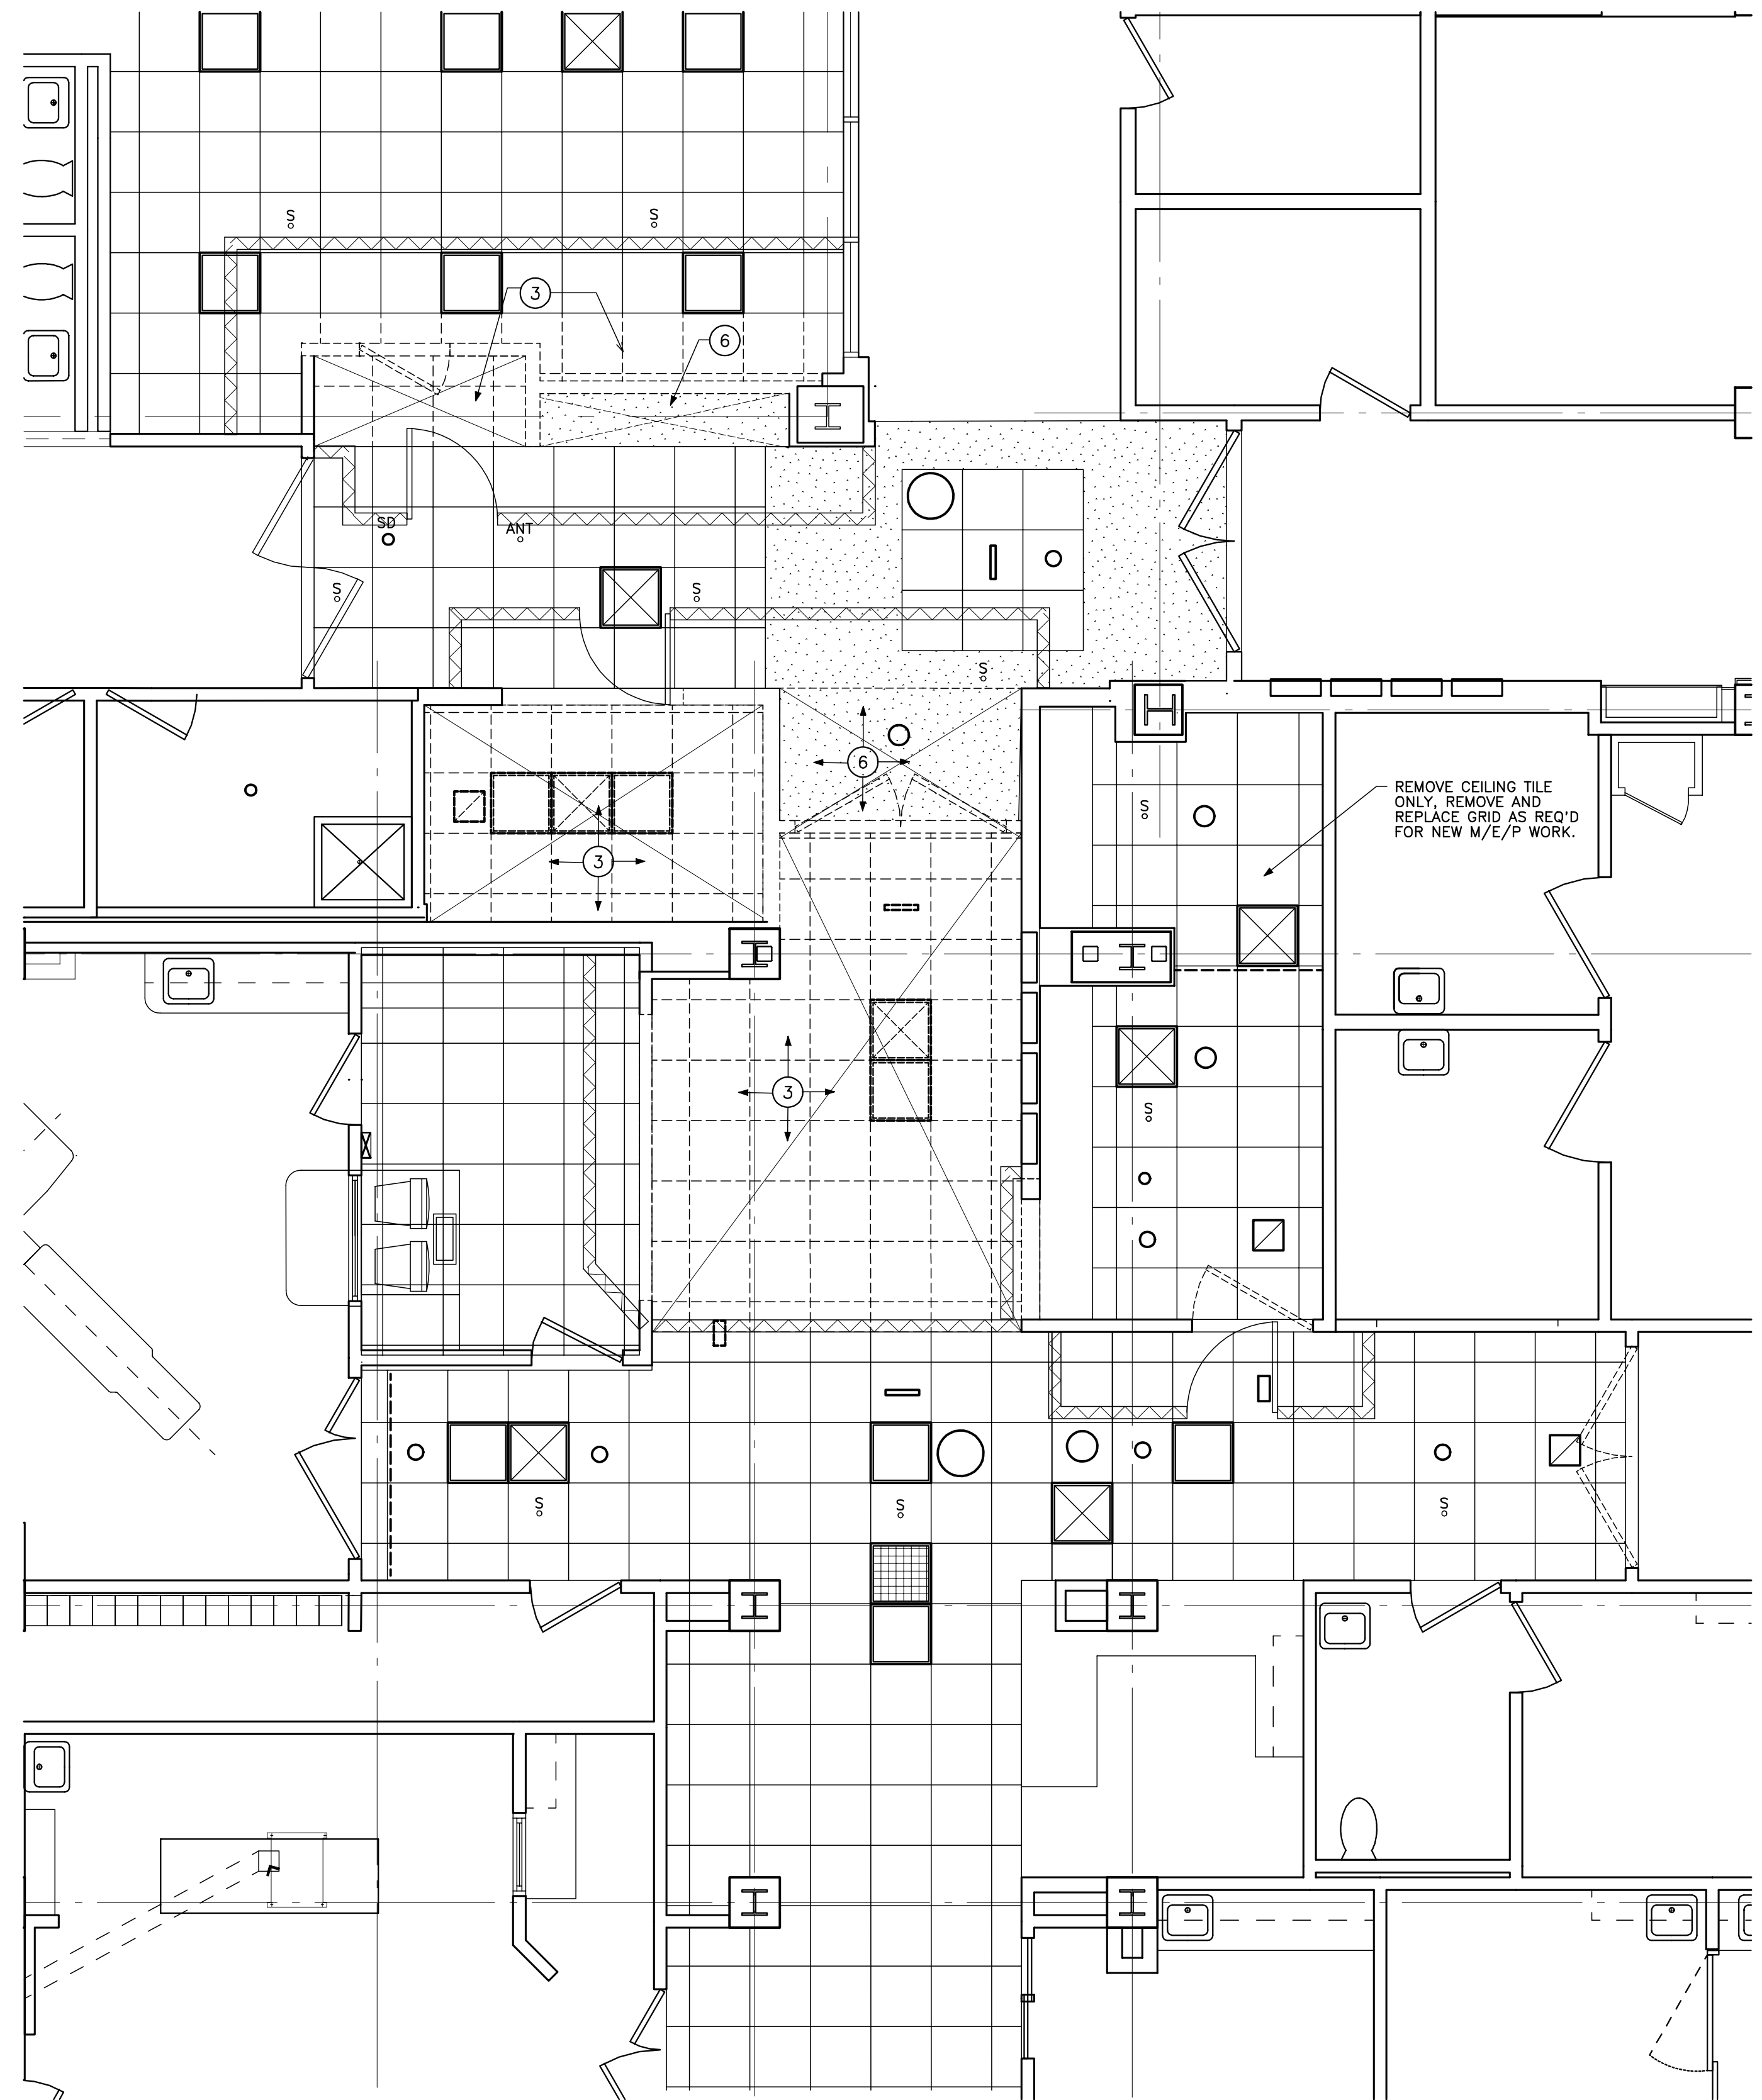 S
S
3
6
SD
ANT
S
S
S
6
REMOVE CEILING TILE
ONLY, REMOVE AND
REPLACE GRID AS REQ'D
FOR NEW M/E/P WORK.
S
3
3
S
S
S
S